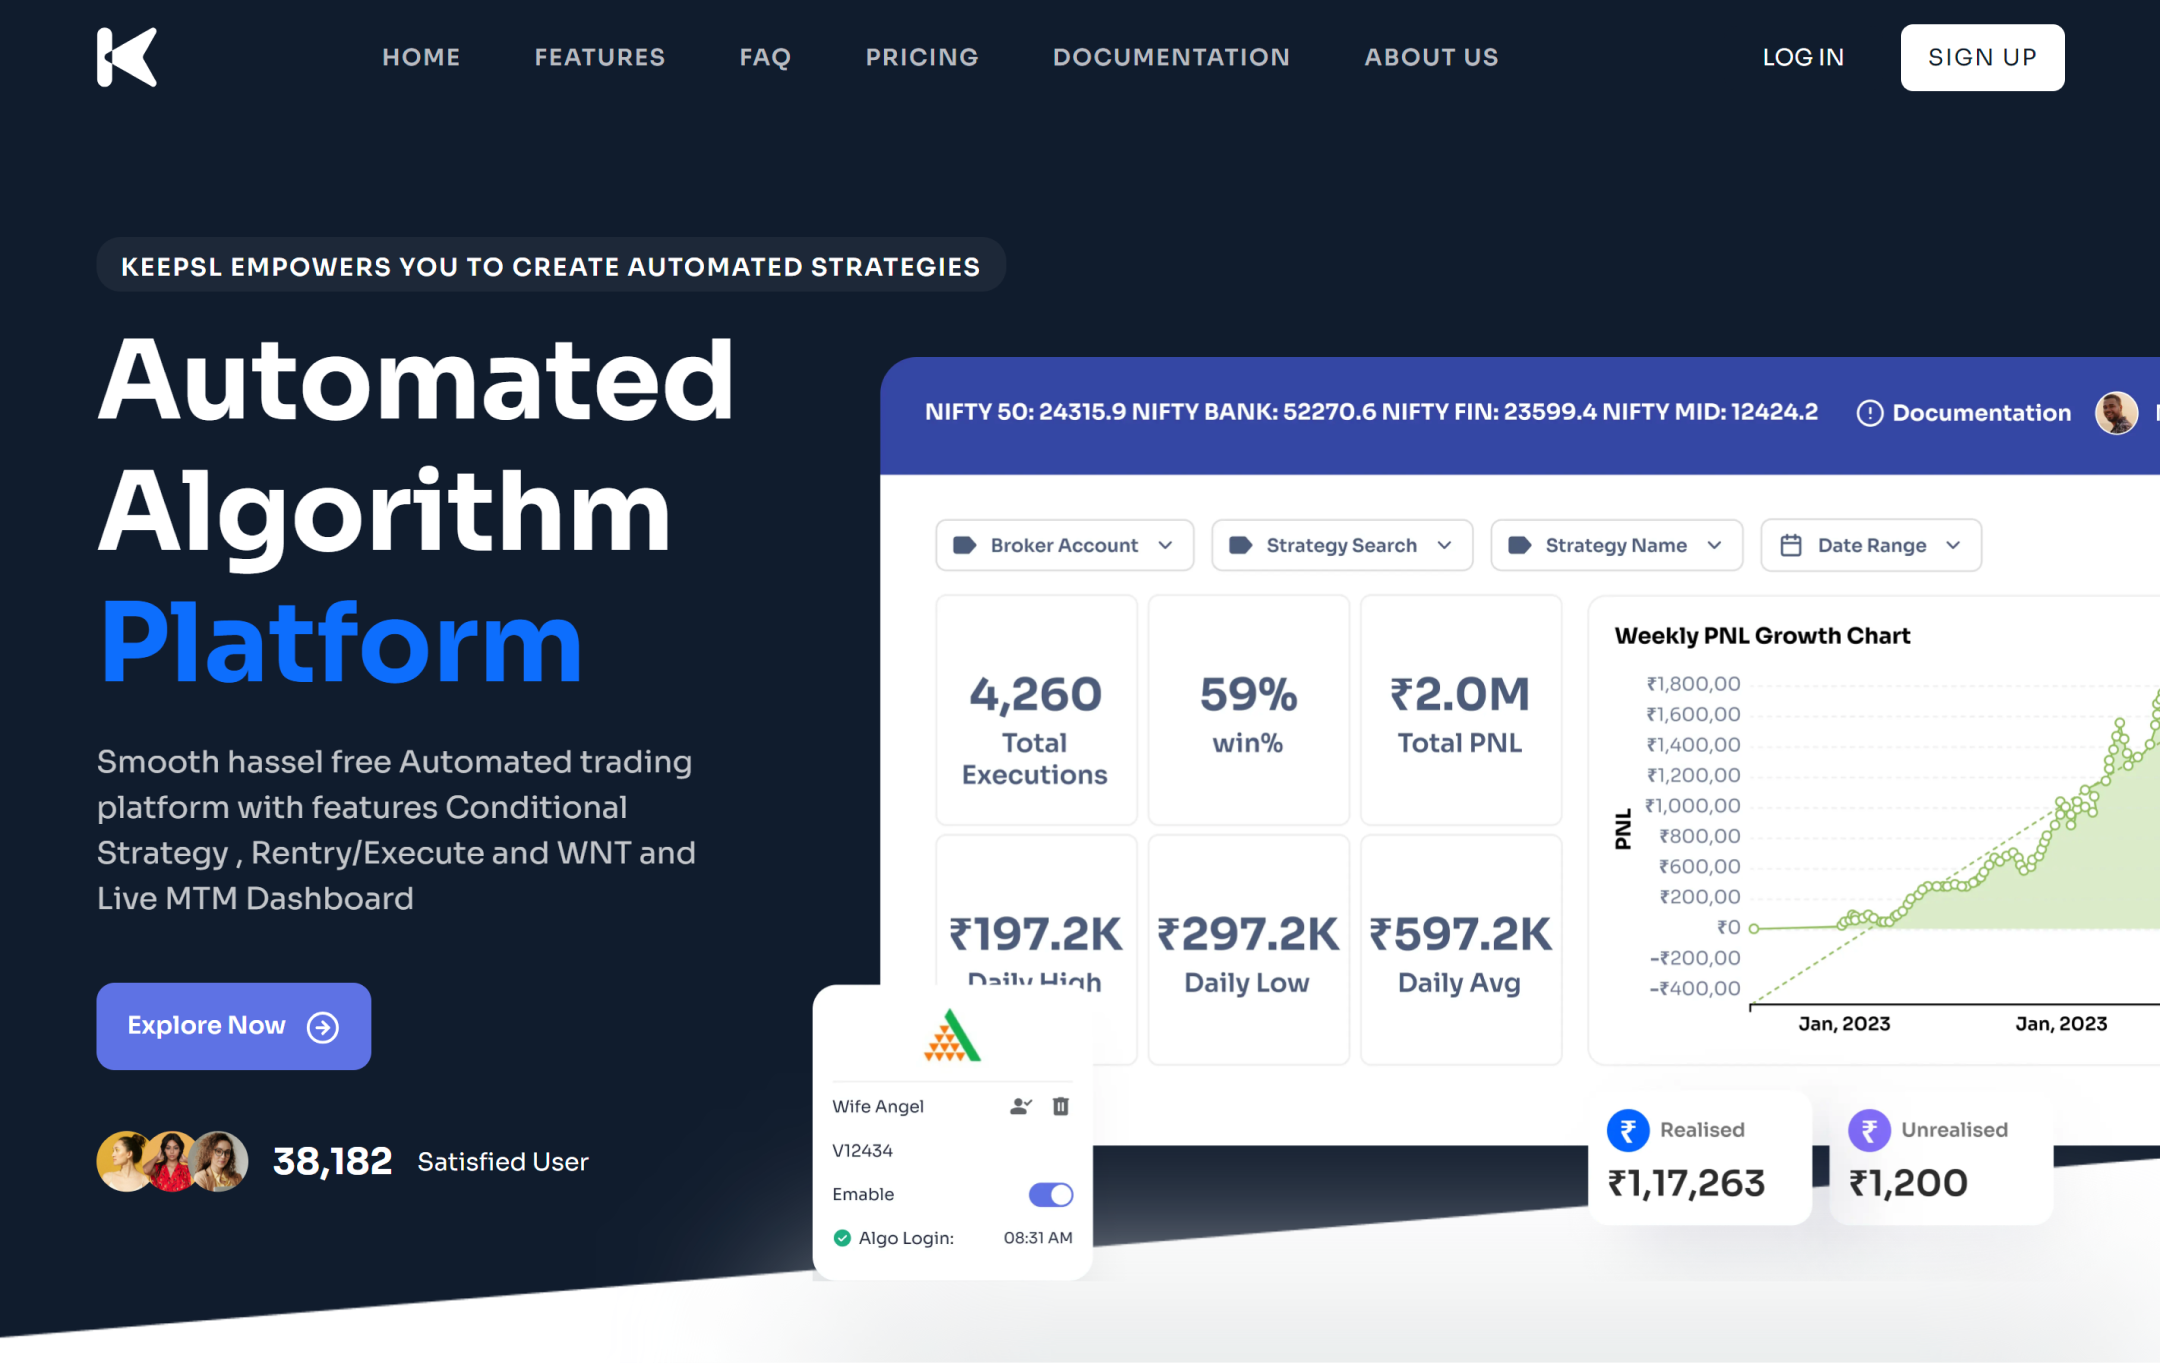 HOME FEATURES FAQ PRICING DOCUMENTATION ABOUT US LOG IN SIGN UP
KEEPSL EMPOWERS YOU TO CREATE AUTOMATED STRATEGIES
Automated
Algorithm
Platform
Smooth hassel free Automated trading
platform with features Conditional
Strategy , Rentry/Execute and WNT and
Live MTM Dashboard
Explore Now
38,182 Satisfied User
NIFTY 50: 24315.9 NIFTY BANK: 52270.6 NIFTY FIN: 23599.4 NIFTY MID: 12424.2 Documentation
Broker Account Strategy Search Strategy Name Date Range
4,260
Total
Executions
59%
win%
₹2.0M
Total PNL
₹197.2K
Daily High
₹297.2K
Daily Low
₹597.2K
Daily Avg
Weekly PNL Growth Chart
PNL
₹1,800,00
₹1,600,00
₹1,400,00
₹1,200,00
₹1,000,00
₹800,00
₹600,00
₹200,00
₹0
-₹200,00
-₹400,00
Jan, 2023 Jan, 2023
Wife Angel
V12434
Emable
Algo Login: 08:31 AM
₹ Realised
₹1,17,263
₹ Unrealised
₹1,200